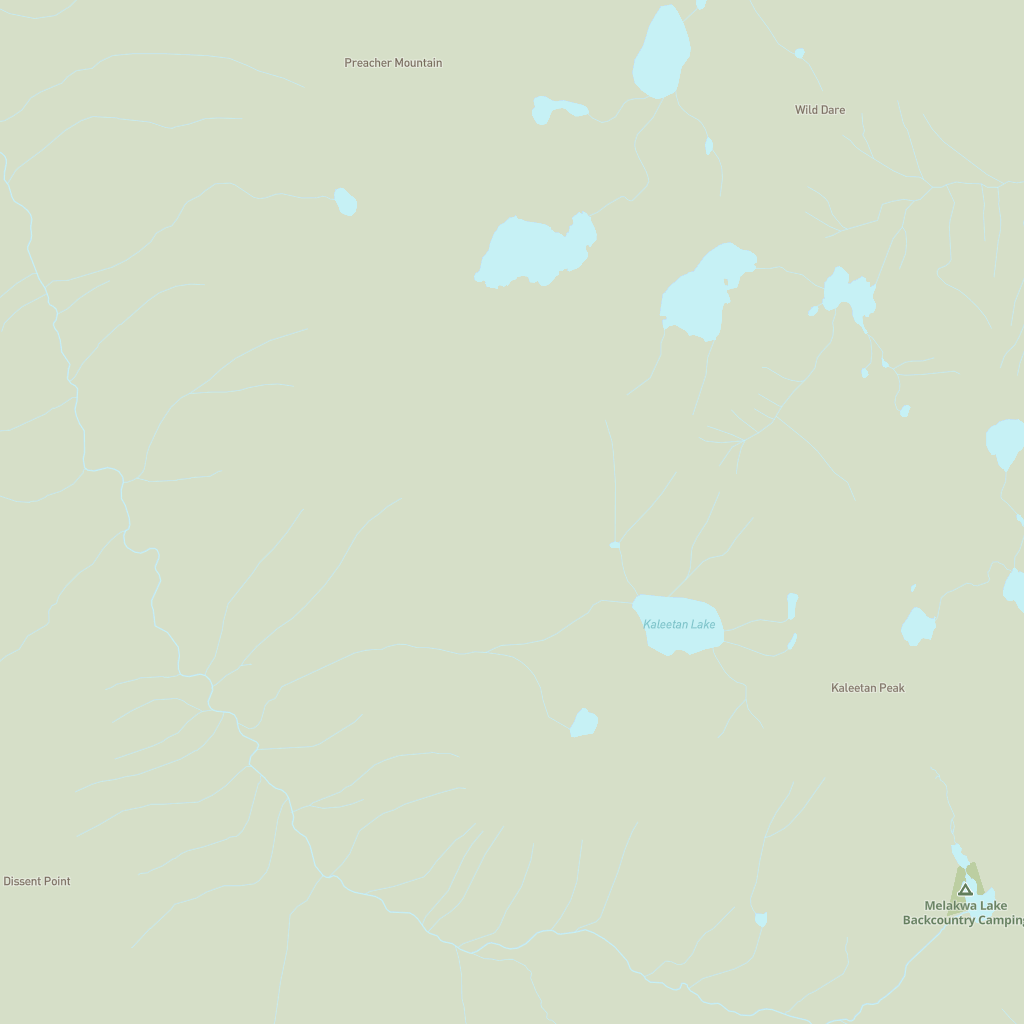 Preacher Mountain
Wild Dare
Kaleetan Lake
Kaleetan Peak
Dissent Point
Melakwa Lake
Backcountry Camping